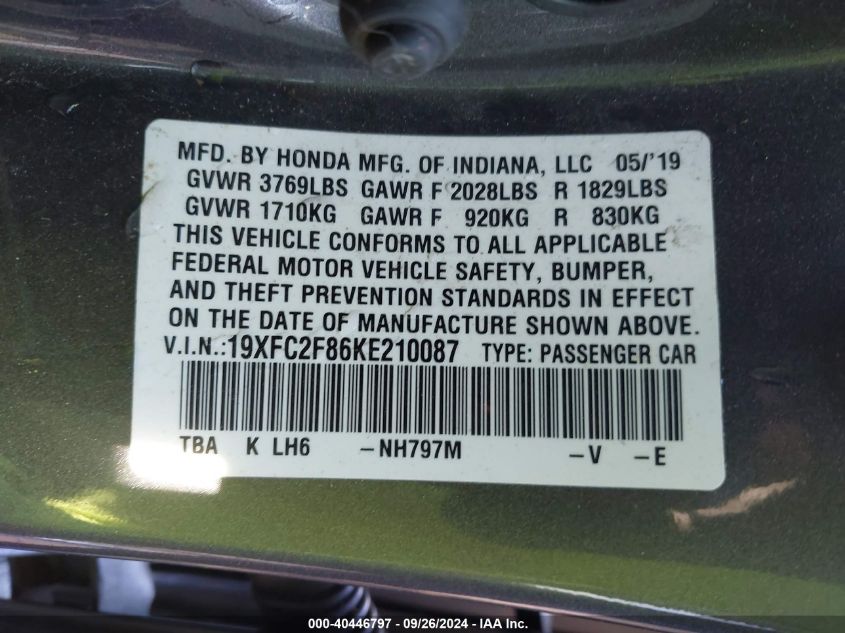 MFD. BY HONDA MFG. OF INDIANA, LLC 05/'19
GVWR 3769LBS GAWR F 2028LBS R 1829LBS
GVWR 1710KG GAWR F 920KG R 830KG
THIS VEHICLE CONFORMS TO ALL APPLICABLE
FEDERAL MOTOR VEHICLE SAFETY, BUMPER,
AND THEFT PREVENTION STANDARDS IN EFFECT
ON THE DATE OF MANUFACTURE SHOWN ABOVE.
V.I.N.:19XFC2F86KE210087 TYPE: PASSENGER CAR
TBA K LH6 -NH797M -V -E
000-40446797 - 09/26/2024 - IAA Inc.